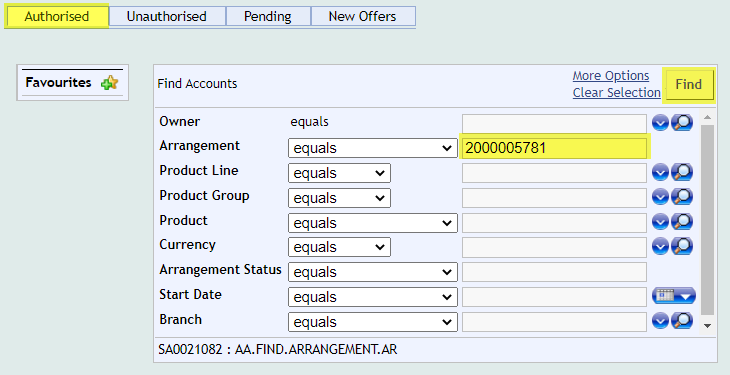 Authorised Unauthorised Pending New Offers
Favourites
Find Accounts More Options Find
Clear Selection
Owner equals
Arrangement equals 2000005781
Product Line equals
Product Group equals
Product equals
Currency equals
Arrangement Status equals
Start Date equals
Branch equals
SA0021082 : AA.FIND.ARRANGEMENT.AR